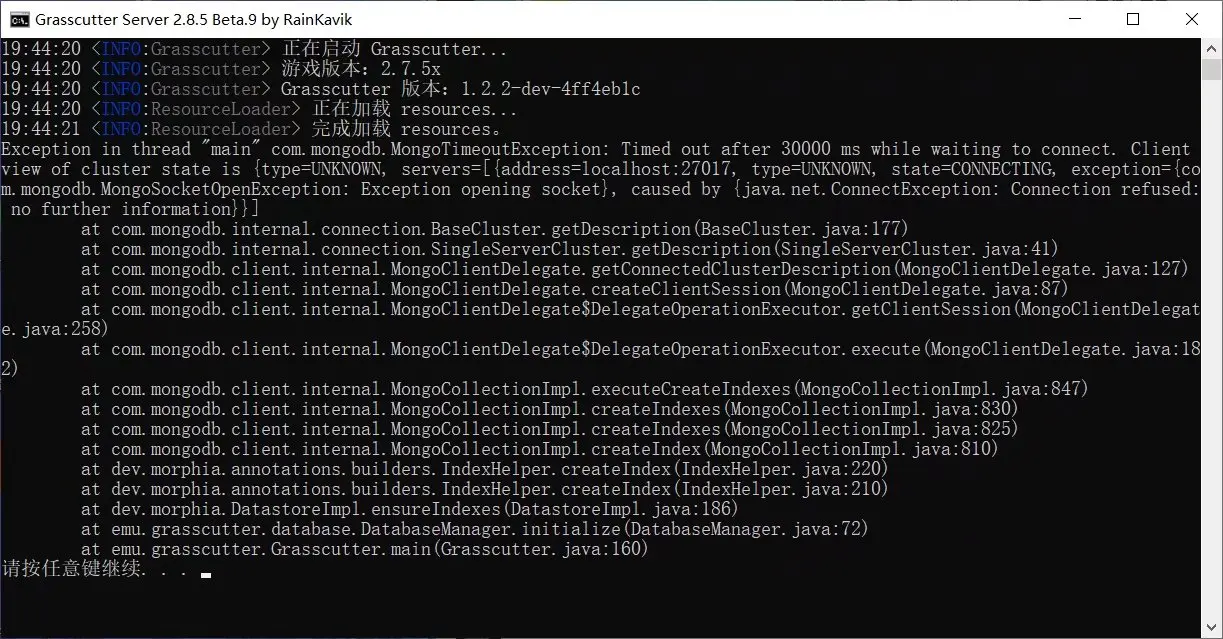 Grasscutter Server 2.8.5 Beta.9 by RainKavik
19:44:20 <INFO:Grasscutter> 正在启动 Grasscutter...
19:44:20 <INFO:Grasscutter> 游戏版本：2.7.5x
19:44:20 <INFO:Grasscutter> Grasscutter 版本：1.2.2-dev-4ff4eb1c
19:44:20 <INFO:ResourceLoader> 正在加载 resources...
19:44:21 <INFO:ResourceLoader> 完成加载 resources。
Exception in thread "main" com.mongodb.MongoTimeoutException: Timed out after 30000 ms while waiting to connect. Client
view of cluster state is {type=UNKNOWN, servers=[{address=localhost:27017, type=UNKNOWN, state=CONNECTING, exception={co
m.mongodb.MongoSocketOpenException: Exception opening socket}, caused by {java.net.ConnectException: Connection refused:
no further information}}]
at com.mongodb.internal.connection.BaseCluster.getDescription(BaseCluster.java:177)
at com.mongodb.internal.connection.SingleServerCluster.getDescription(SingleServerCluster.java:41)
at com.mongodb.client.internal.MongoClientDelegate.getConnectedClusterDescription(MongoClientDelegate.java:127)
at com.mongodb.client.internal.MongoClientDelegate.createClientSession(MongoClientDelegate.java:87)
at com.mongodb.client.internal.MongoClientDelegate$DelegateOperationExecutor.getClientSession(MongoClientDelegat
e.java:258)
at com.mongodb.client.internal.MongoClientDelegate$DelegateOperationExecutor.execute(MongoClientDelegate.java:18
2)
at com.mongodb.client.internal.MongoCollectionImpl.executeCreateIndexes(MongoCollectionImpl.java:847)
at com.mongodb.client.internal.MongoCollectionImpl.createIndexes(MongoCollectionImpl.java:830)
at com.mongodb.client.internal.MongoCollectionImpl.createIndexes(MongoCollectionImpl.java:825)
at com.mongodb.client.internal.MongoCollectionImpl.createIndex(MongoCollectionImpl.java:810)
at dev.morphia.annotations.builders.IndexHelper.createIndex(IndexHelper.java:220)
at dev.morphia.annotations.builders.IndexHelper.createIndex(IndexHelper.java:210)
at dev.morphia.DatastoreImpl.ensureIndexes(DatastoreImpl.java:186)
at emu.grasscutter.database.DatabaseManager.initialize(DatabaseManager.java:72)
at emu.grasscutter.Grasscutter.main(Grasscutter.java:160)
请按任意键继续. . .